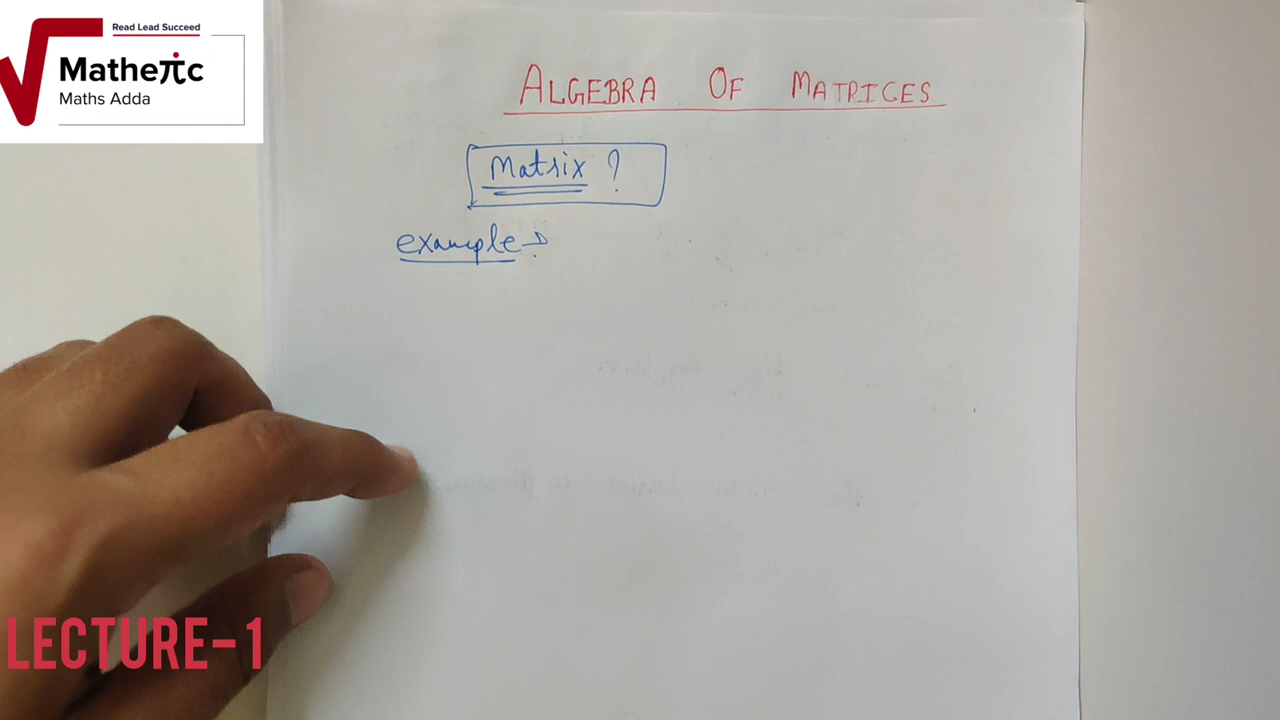 Read Lead Succeed
Matheπc
Maths Adda
ALGEBRA OF MATRICES
Matrix ?
example→
LECTURE-1